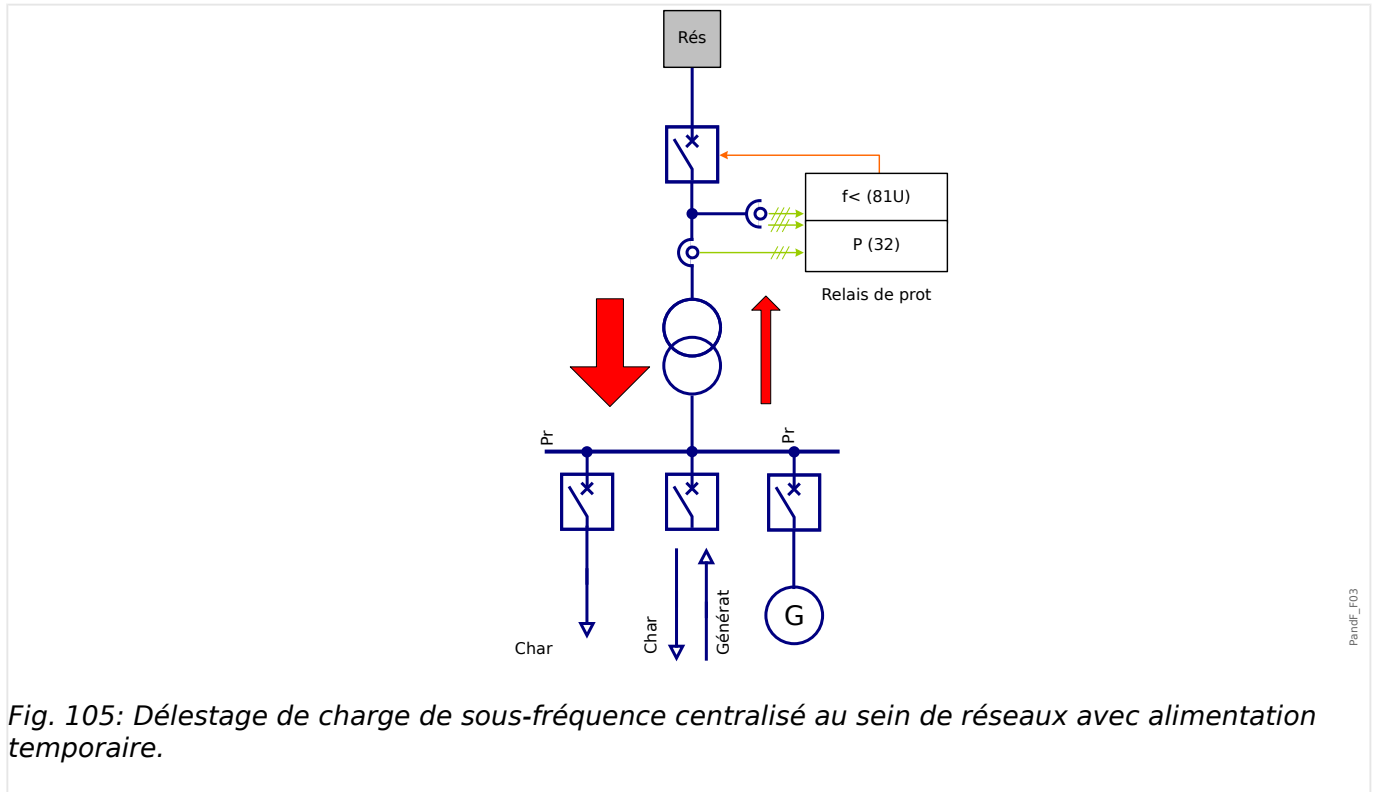 Rés
f< (81U)
P (32)
Relais de prot
Pr
Pr
Char
Char
Générat
G
PandF_F03
Fig. 105: Délestage de charge de sous-fréquence centralisé au sein de réseaux avec alimentation
temporaire.